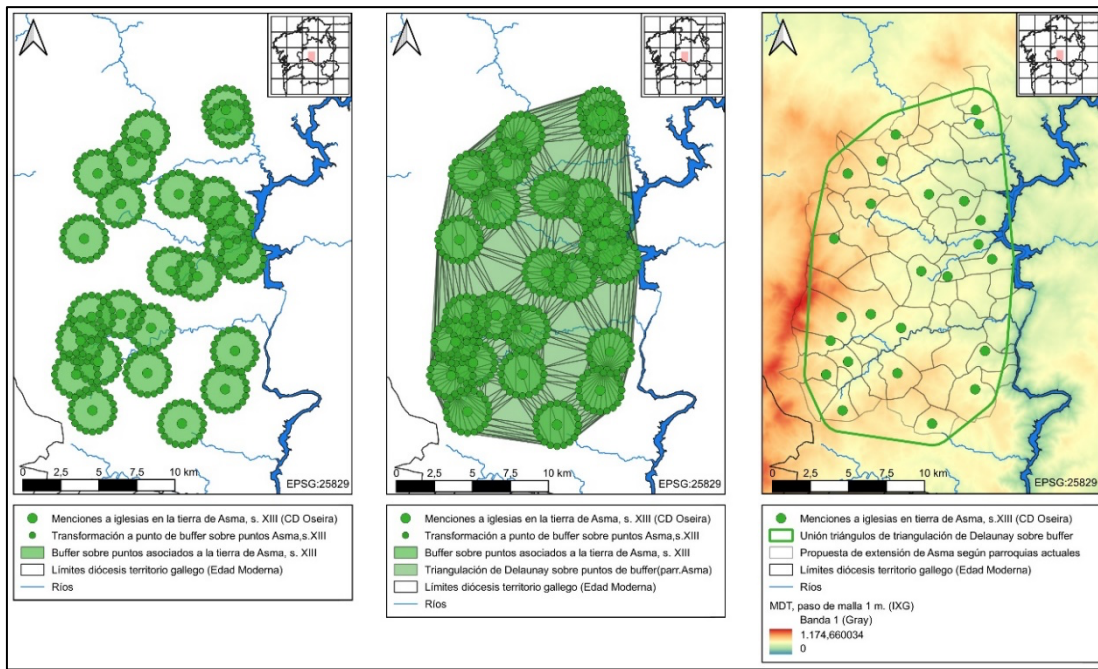 0 2,5 5 7,5 10 km
EPSG:25829
Menciones a iglesias en la tierra de Asma, s. XIII (CD Oseira)
Transformación a punto de buffer sobre puntos Asma,s.XIII
Buffer sobre puntos asociados a la tierra de Asma, s. XIII
Límites diócesis territorio gallego (Edad Moderna)
Ríos
0 2,5 5 7,5 10 km
EPSG:25829
Menciones a iglesias en la tierra de Asma, s. XIII (CD Oseira)
Transformación a punto de buffer sobre puntos Asma,s.XIII
Buffer sobre puntos asociados a la tierra de Asma, s. XIII
Triangulación de Delaunay sobre puntos de buffer(parr.Asma)
Límites diócesis territorio gallego (Edad Moderna)
Ríos
0 2,5 5 7,5 10 km
EPSG:25829
Menciones a iglesias en la tierra de Asma, s.XIII (CD Oseira)
Unión triángulos de triangulación de Delaunay sobre buffer
Propuesta de extensión de Asma según parroquias actuales
Límites diócesis territorio gallego (Edad Moderna)
Ríos
MDT, paso de malla 1 m. (IXG)
Banda 1 (Gray)
1.174,660034
0